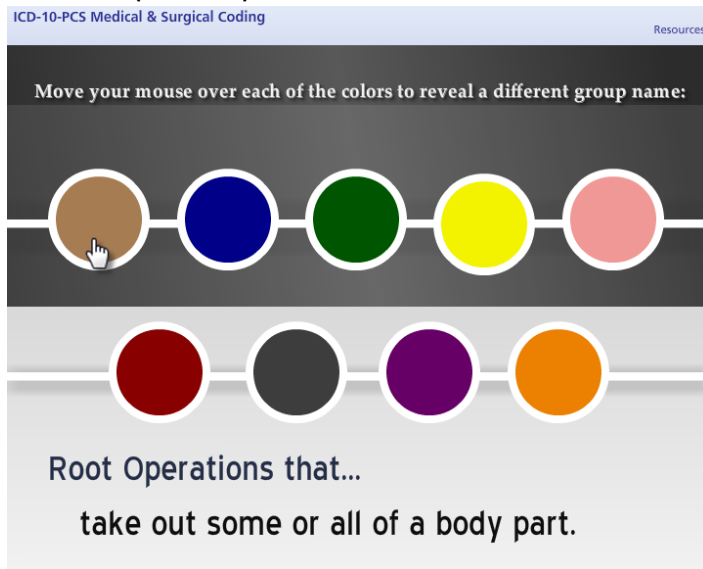 ICD-10-PCS Medical & Surgical Coding
Resources
Move your mouse over each of the colors to reveal a different group name:
Root Operations that...
take out some or all of a body part.